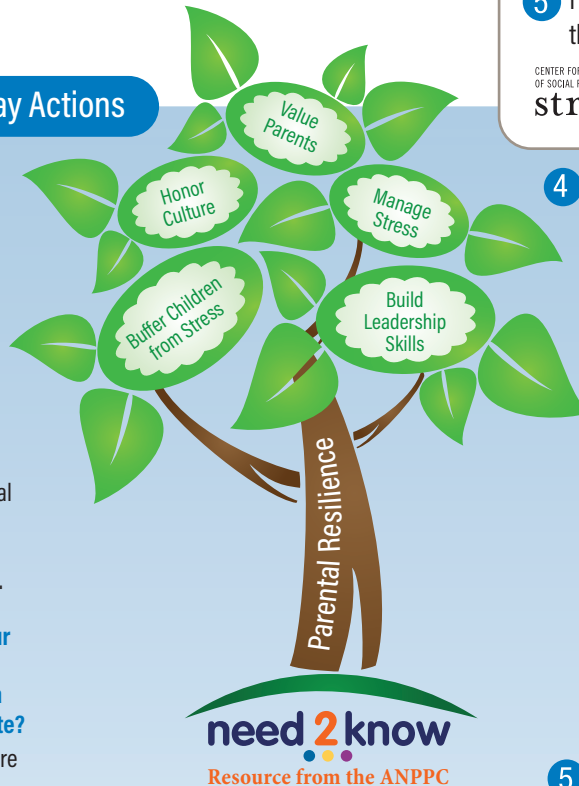 ay Actions
5
CENTER FOR
OF SOCIAL
str
4
Value
Parents
Honor
Culture
Manage
Stress
Buffer Children
from Stress
Build
Leadership
Skills
Parental Resilience
al
.
ur
te?
re
need 2 know
Resource from the ANPPC
5